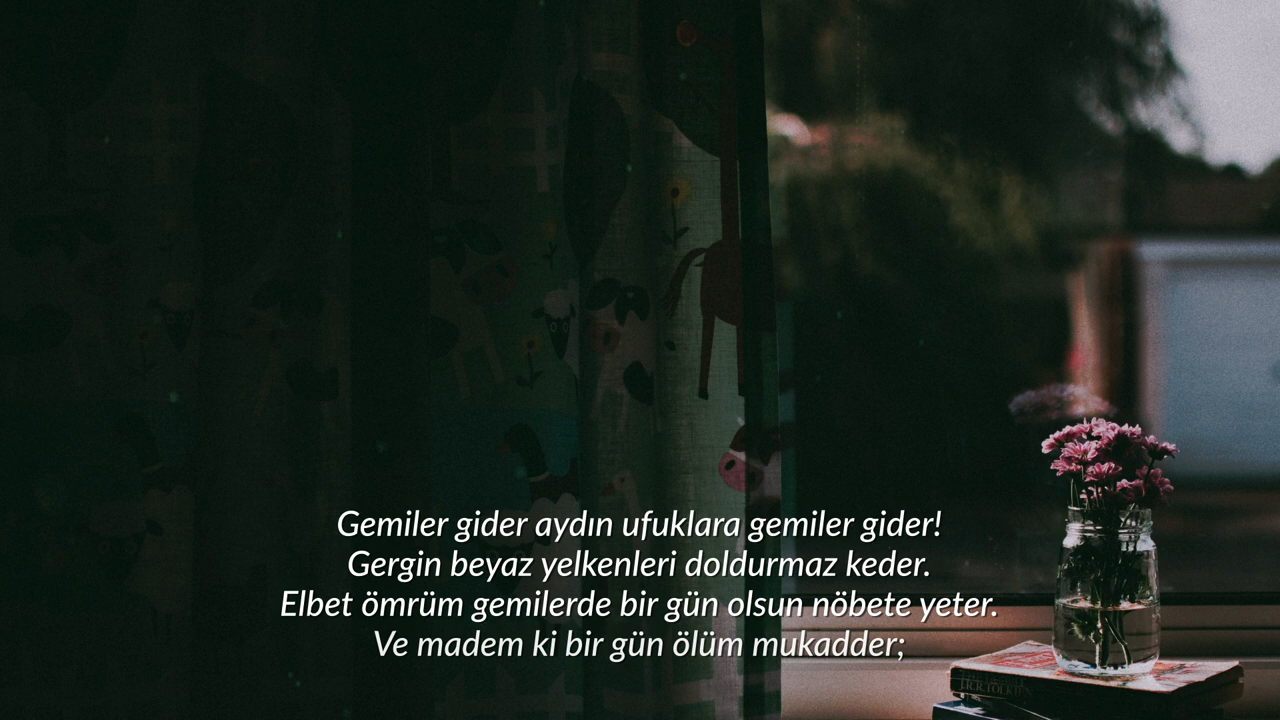 Gemiler gider aydın ufuklara gemiler gider!
Gergin beyaz yelkenleri doldurmaz keder.
Elbet ömrüm gemilerde bir gün olsun nöbete yeter.
Ve madem ki bir gün ölüm mukadder;
J.R.R.TOLKIEN